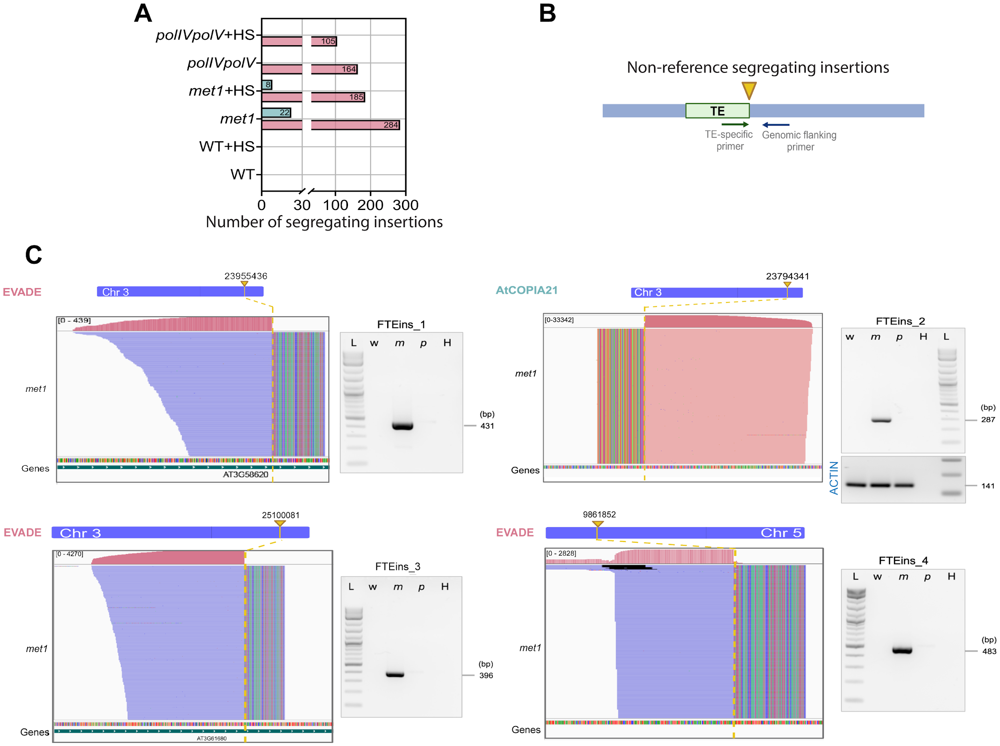 A
polIVpolV+HS
105
polIVpolV
164
8
met1+HS
185
22
met1
284
WT+HS
WT
0 30 100 200 300
Number of segregating insertions
B
Non-reference segregating insertions
TE
TE-specific primer
Genomic flanking primer
C
EVADE
23955436
Chr 3
[0 - 439]
met1
Genes
AT3G58620
FTEins_1
L w m p H
(bp)
431
AtCOPIA21
23794341
Chr 3
[0-33342]
met1
Genes
FTEins_2
w m p H L
(bp)
287
ACTIN
141
EVADE
25100081
Chr 3
[0 - 4270]
met1
Genes
AT3G61680
FTEins_3
L w m p H
(bp)
396
EVADE
9861852
Chr 5
[0 - 2828]
met1
Genes
FTEins_4
L w m p H
(bp)
483